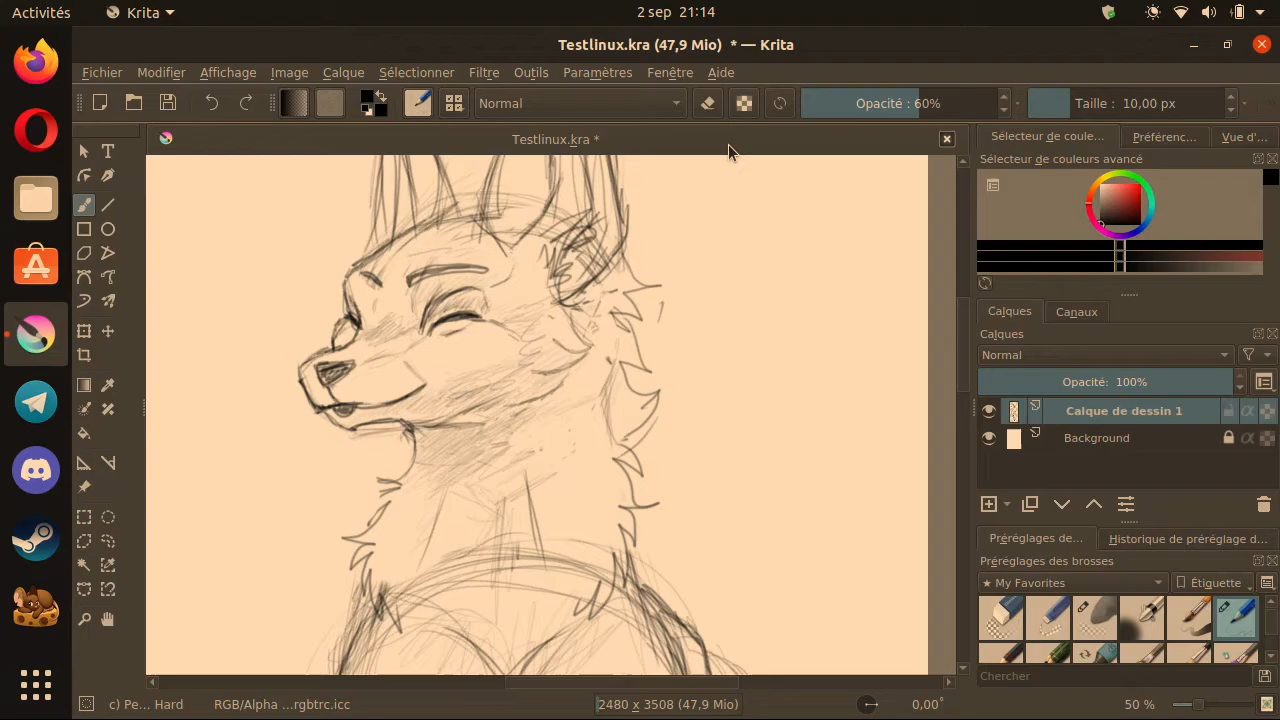 Activités
Krita
2 sep 21:14
Testlinux.kra (47,9 Mio) * — Krita
Fichier Modifier Affichage Image Calque Sélectionner Filtre Outils Paramètres Fenêtre Aide
Normal
Opacité : 60%
Taille : 10,00 px
Testlinux.kra *
Sélecteur de coule... Préférenc... Vue d'...
Sélecteur de couleurs avancé
Calques Canaux
Calques
Normal
Opacité: 100%
Calque de dessin 1
Background
Préréglages de... Historique de préréglage d...
Préréglages des brosses
★ My Favorites
Étiquette
Chercher
c) Pe... Hard
RGB/Alpha ...rgbtrc.icc
2480 x 3508 (47,9 Mio)
0,00°
50 %